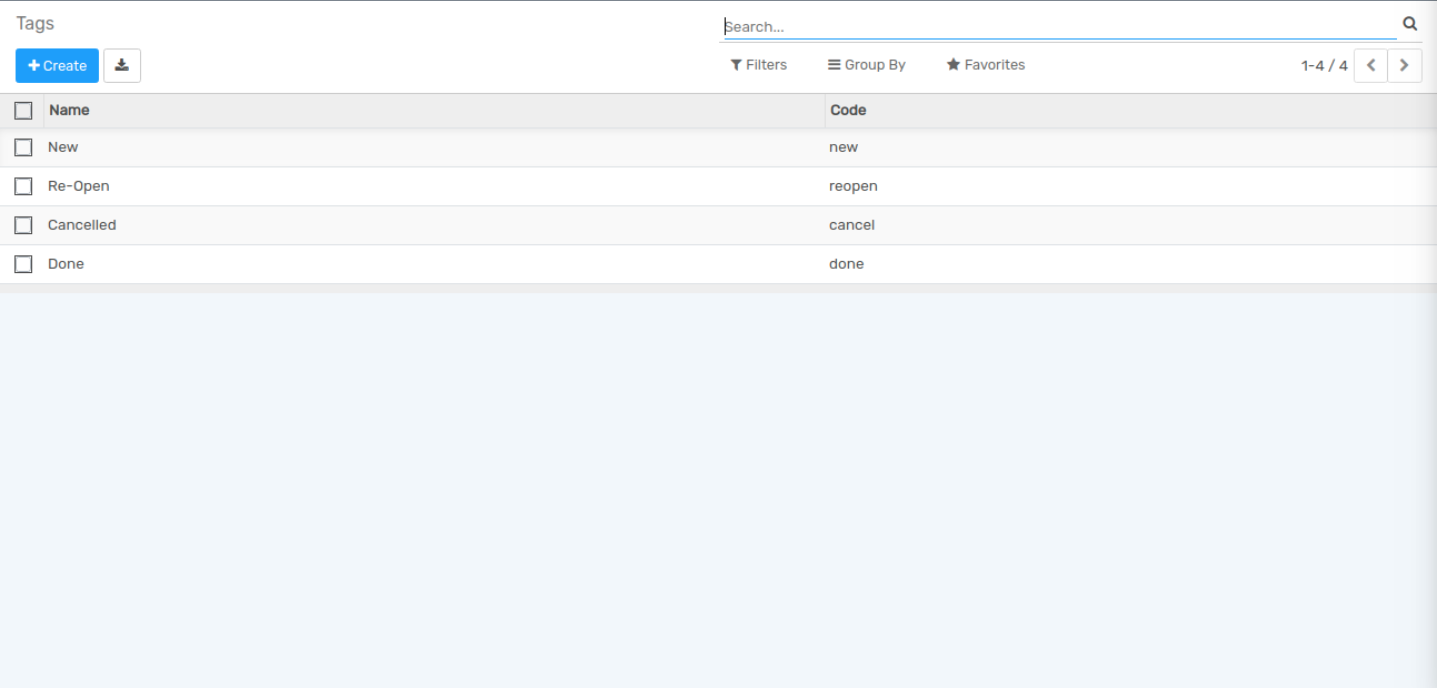 Tags
Search...
Create
Filters Group By Favorites 1-4 / 4
Name Code
New new
Re-Open reopen
Cancelled cancel
Done done